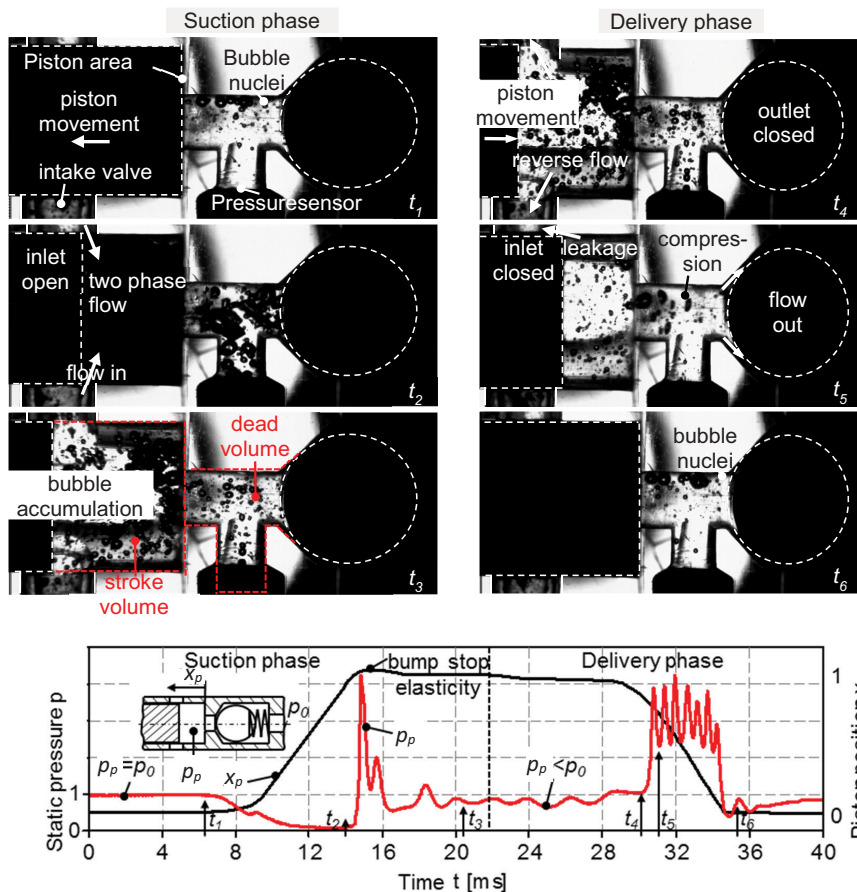 Suction phase
Piston area
Bubble
nuclei
piston
movement
intake valve
Pressuresensor
t1
inlet
open
two phase
flow
flow in
t2
dead
volume
bubble
accumulation
stroke
volume
t3
Delivery phase
piston
movement
reverse flow
outlet
closed
t4
inlet
closed
leakage
compres-
sion
flow
out
t5
bubble
nuclei
t6
Static pressure p
1
0
Suction phase
xp
p0
pp
pp=p0
xp
bump stop
elasticity
pp
Delivery phase
pp<p0
t1
t2
t3
t4
t5
t6
1
0
0 4 8 12 16 20 24 28 32 36 40
Time t [ms]